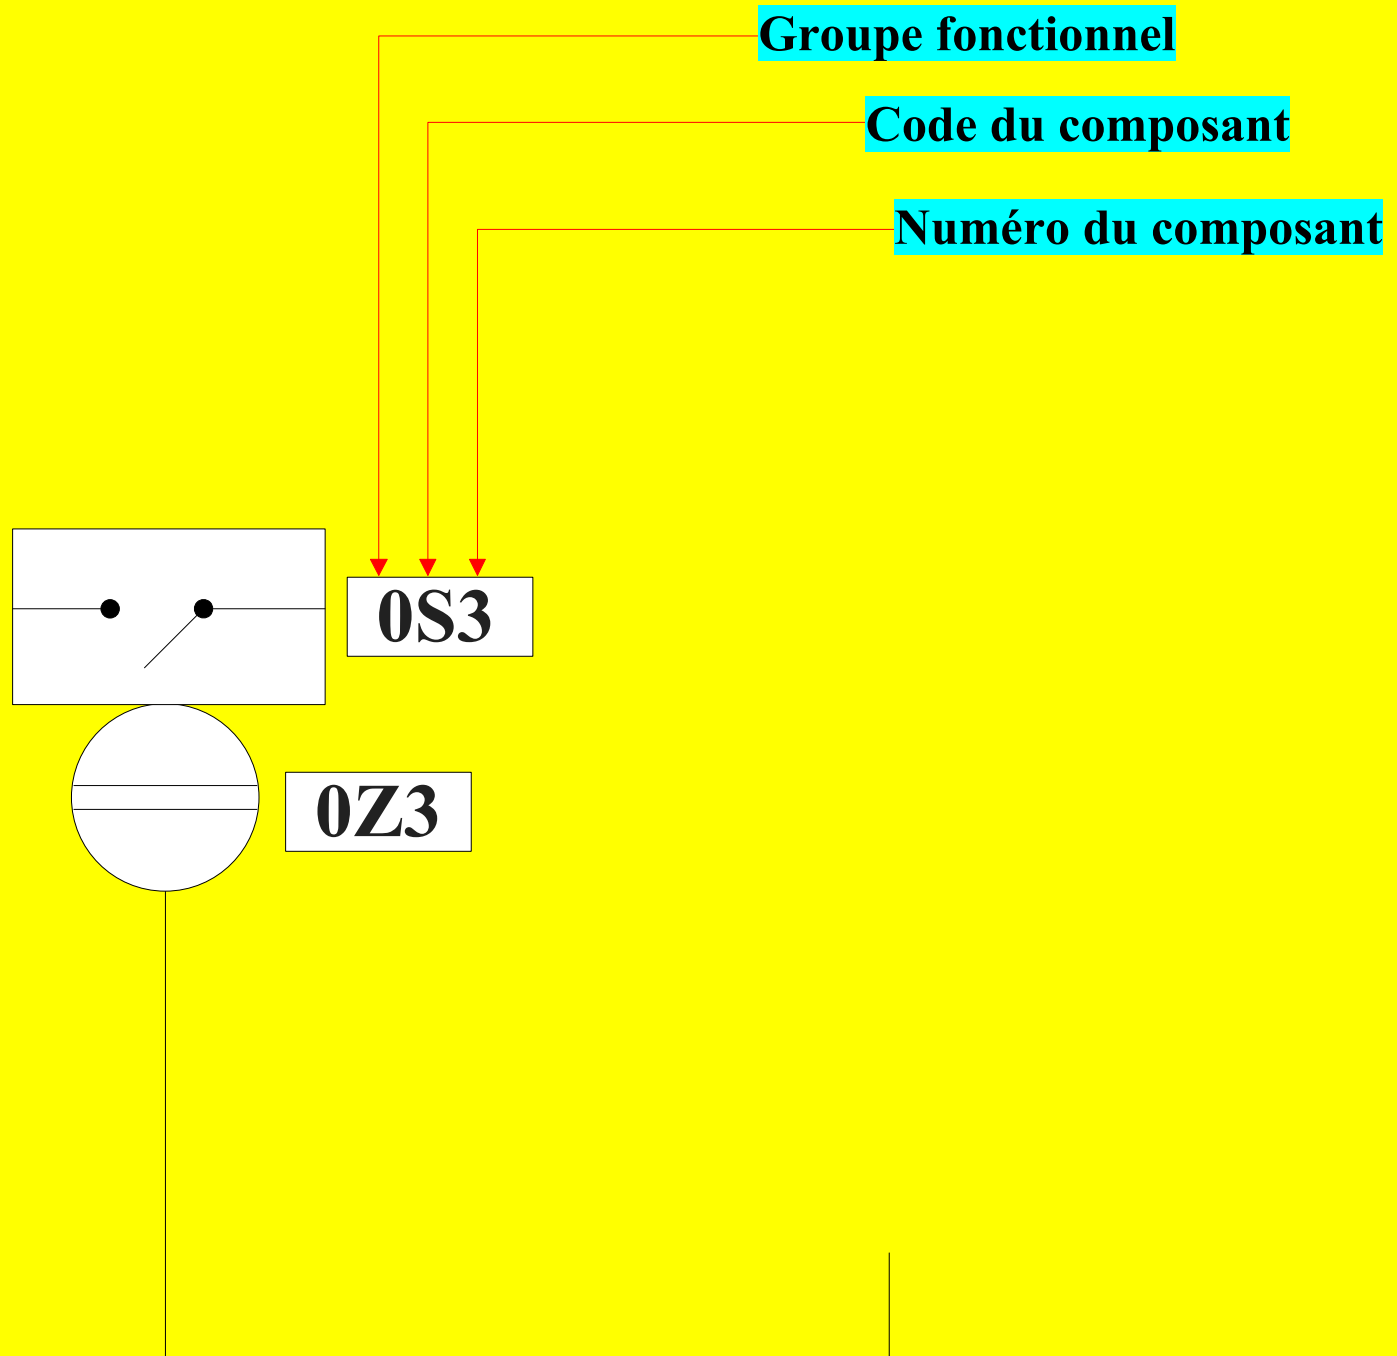 Groupe fonctionnel
Code du composant
Numéro du composant
0S3
0Z3